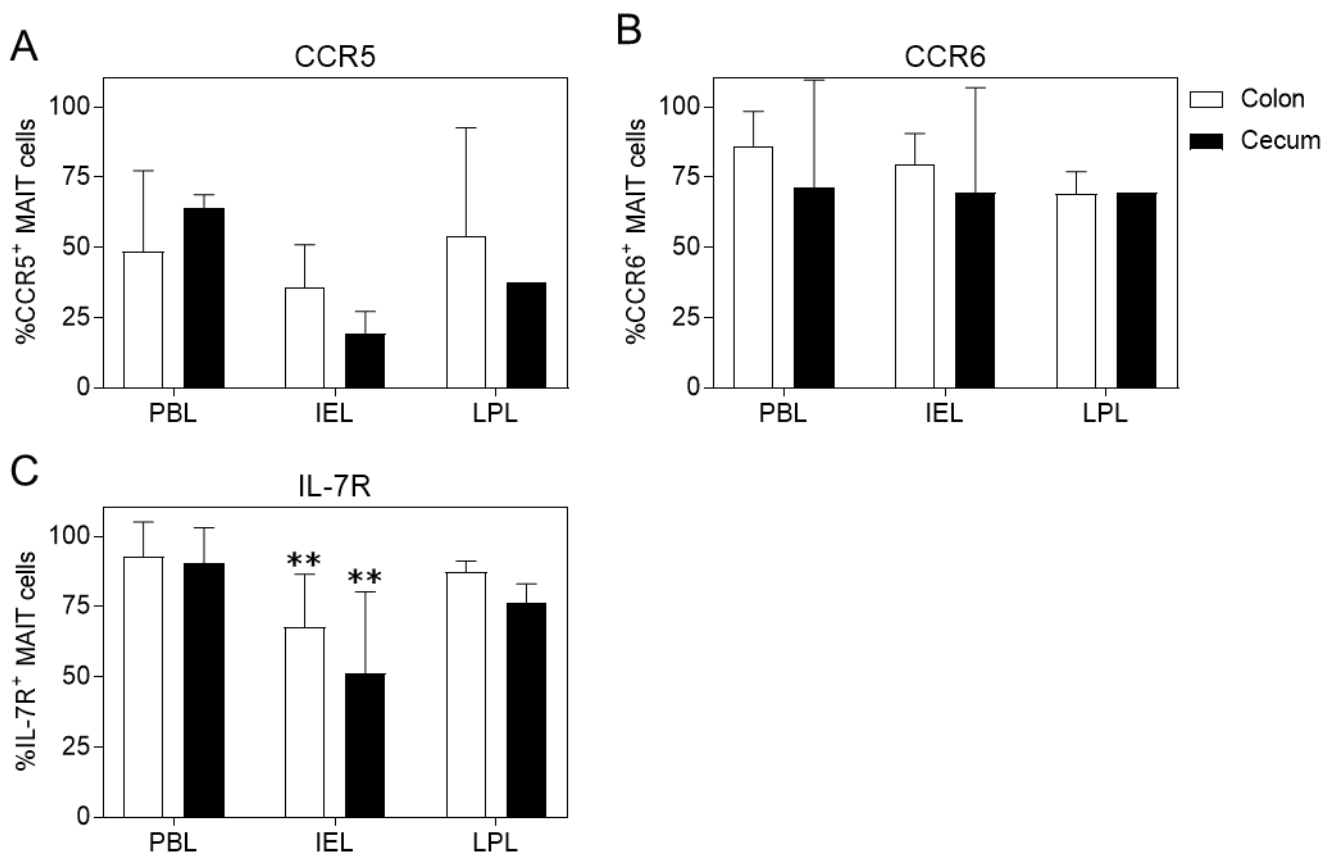 A
CCR5
%CCR5⁺ MAIT cells
100
75
50
25
0
PBL IEL LPL
B
CCR6
%CCR6⁺ MAIT cells
100
75
50
25
0
PBL IEL LPL
Colon
Cecum
C
IL-7R
%IL-7R⁺ MAIT cells
100
75
50
25
0
** **
PBL IEL LPL